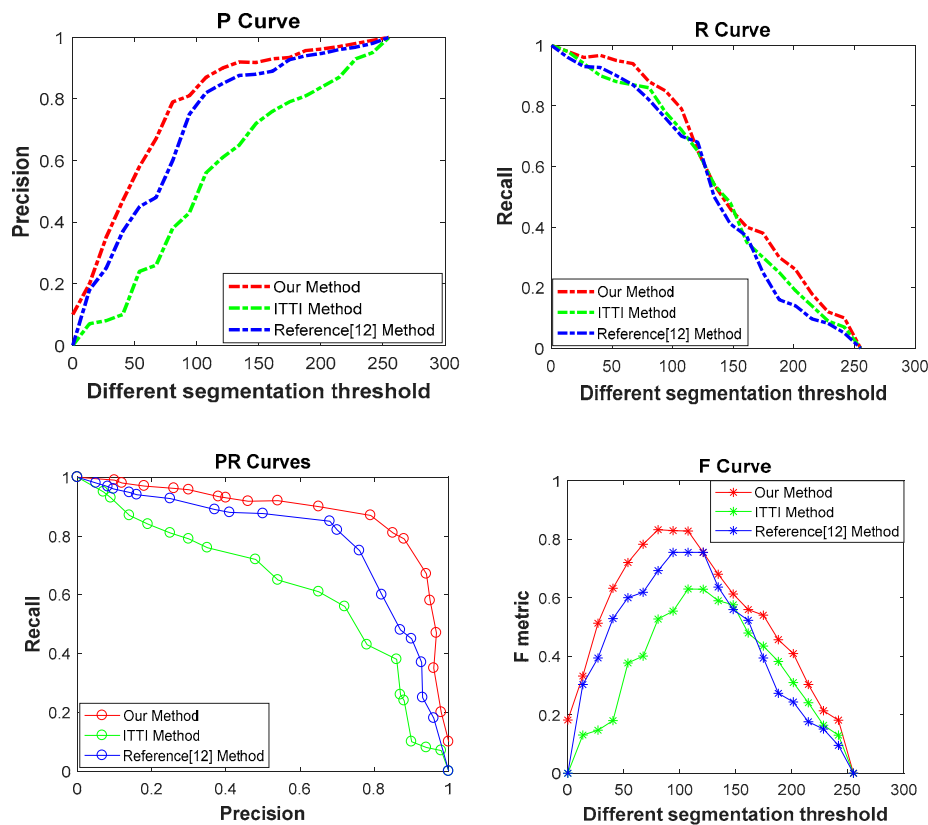 P Curve
Precision
1
0.8
0.6
0.4
0.2
0
0 50 100 150 200 250 300
Different segmentation threshold
Our Method
ITTI Method
Reference[12] Method
R Curve
Recall
1
0.8
0.6
0.4
0.2
0
0 50 100 150 200 250 300
Different segmentation threshold
Our Method
ITTI Method
Reference[12] Method
PR Curves
Recall
1
0.8
0.6
0.4
0.2
0
0 0.2 0.4 0.6 0.8 1
Precision
Our Method
ITTI Method
Reference[12] Method
F Curve
F metric
1
0.8
0.6
0.4
0.2
0
0 50 100 150 200 250 300
Different segmentation threshold
Our Method
ITTI Method
Reference[12] Method